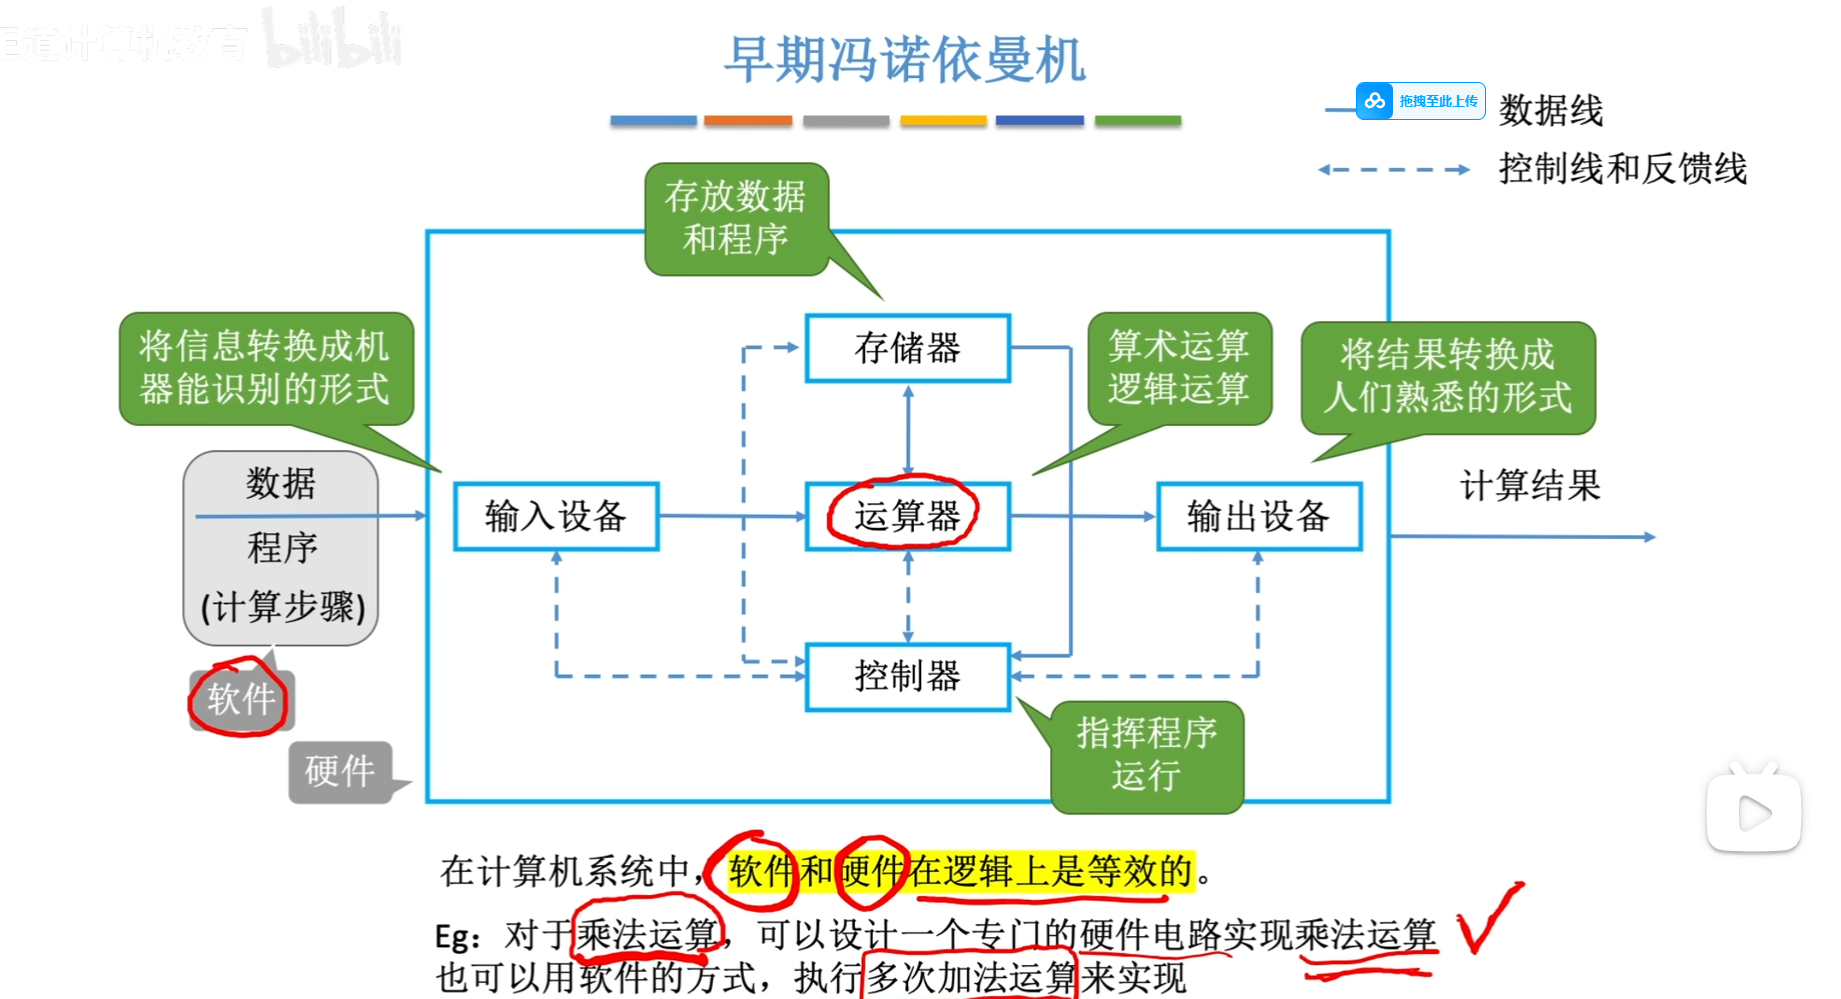 道计算机教育 bilibili
早期冯诺依曼机
拖拽至此上传
数据线
控制线和反馈线
存放数据
和程序
将信息转换成机
器能识别的形式
存储器
算术运算
逻辑运算
将结果转换成
人们熟悉的形式
数据
程序
(计算步骤)
输入设备
运算器
输出设备
计算结果
软件
控制器
硬件
指挥程序
运行
在计算机系统中，软件和硬件在逻辑上是等效的。
Eg：对于乘法运算，可以设计一个专门的硬件电路实现乘法运算
也可以用软件的方式，执行多次加法运算来实现